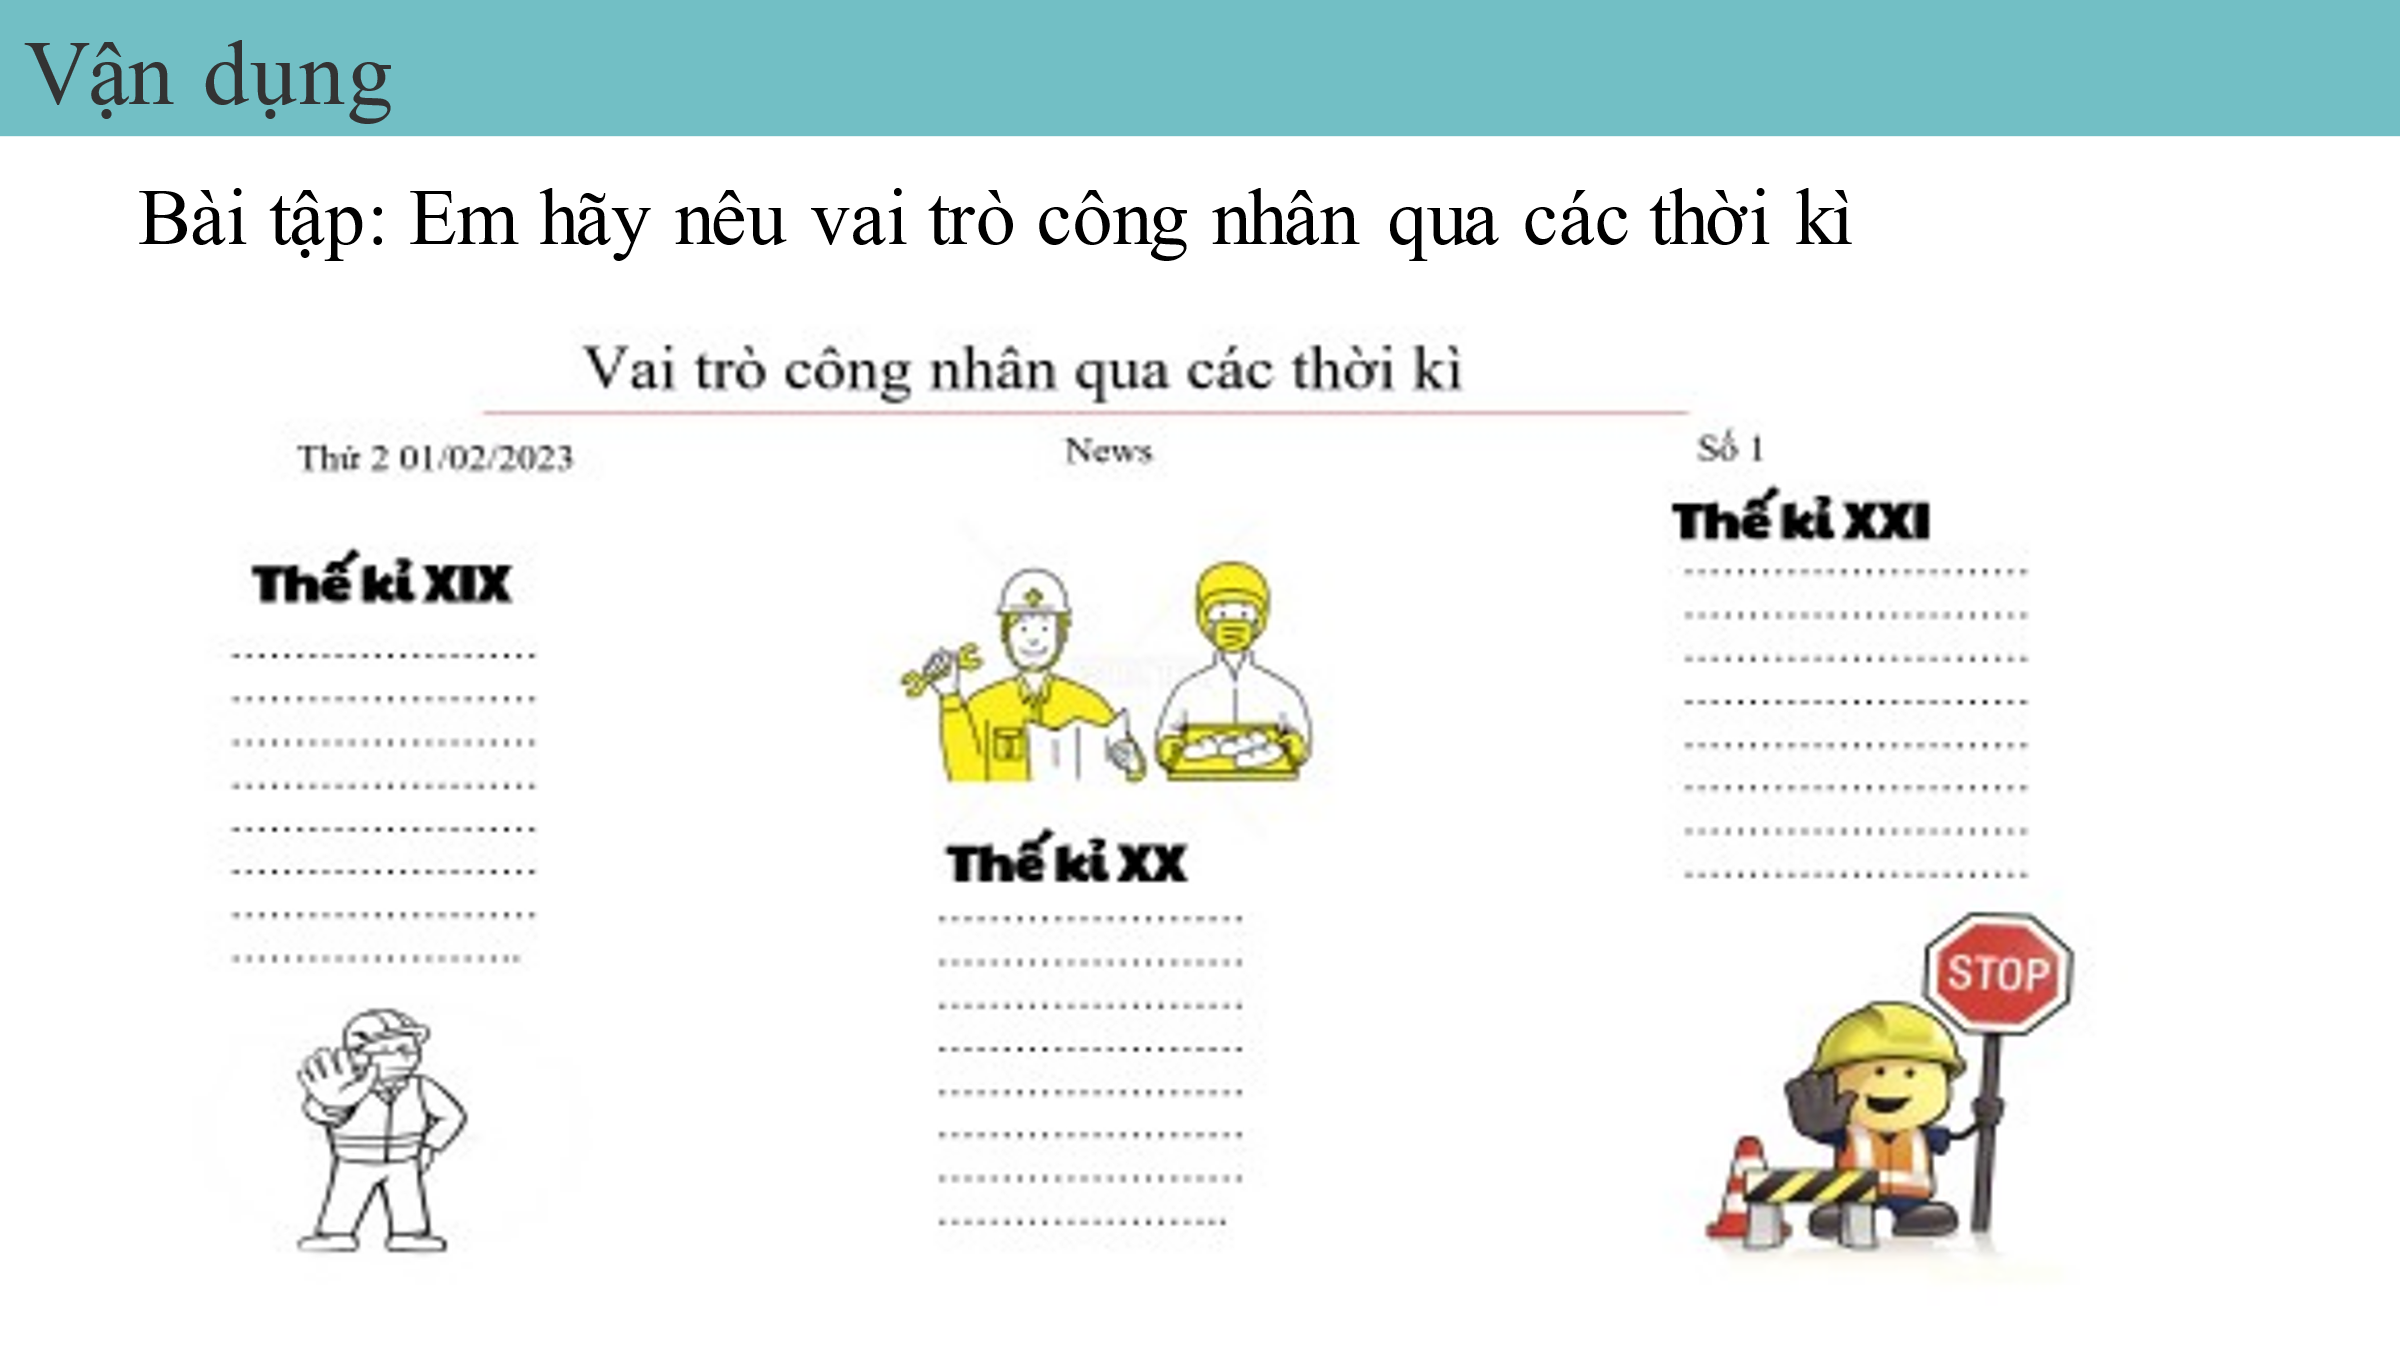 Vận dụng
Bài tập: Em hãy nêu vai trò công nhân qua các thời kì
Vai trò công nhân qua các thời kì
Thứ 2 01/02/2023
News
Số 1
Thế kỉ XIX
Thế kỉ XX
Thế kỉ XXI
STOP